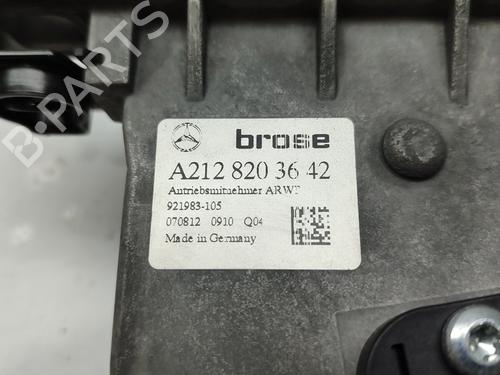 brose
A212 820 36 42
Antriebsmitnehmer ARWT
921983-105
070812 0910 Q04
Made in Germany
B-PARTS